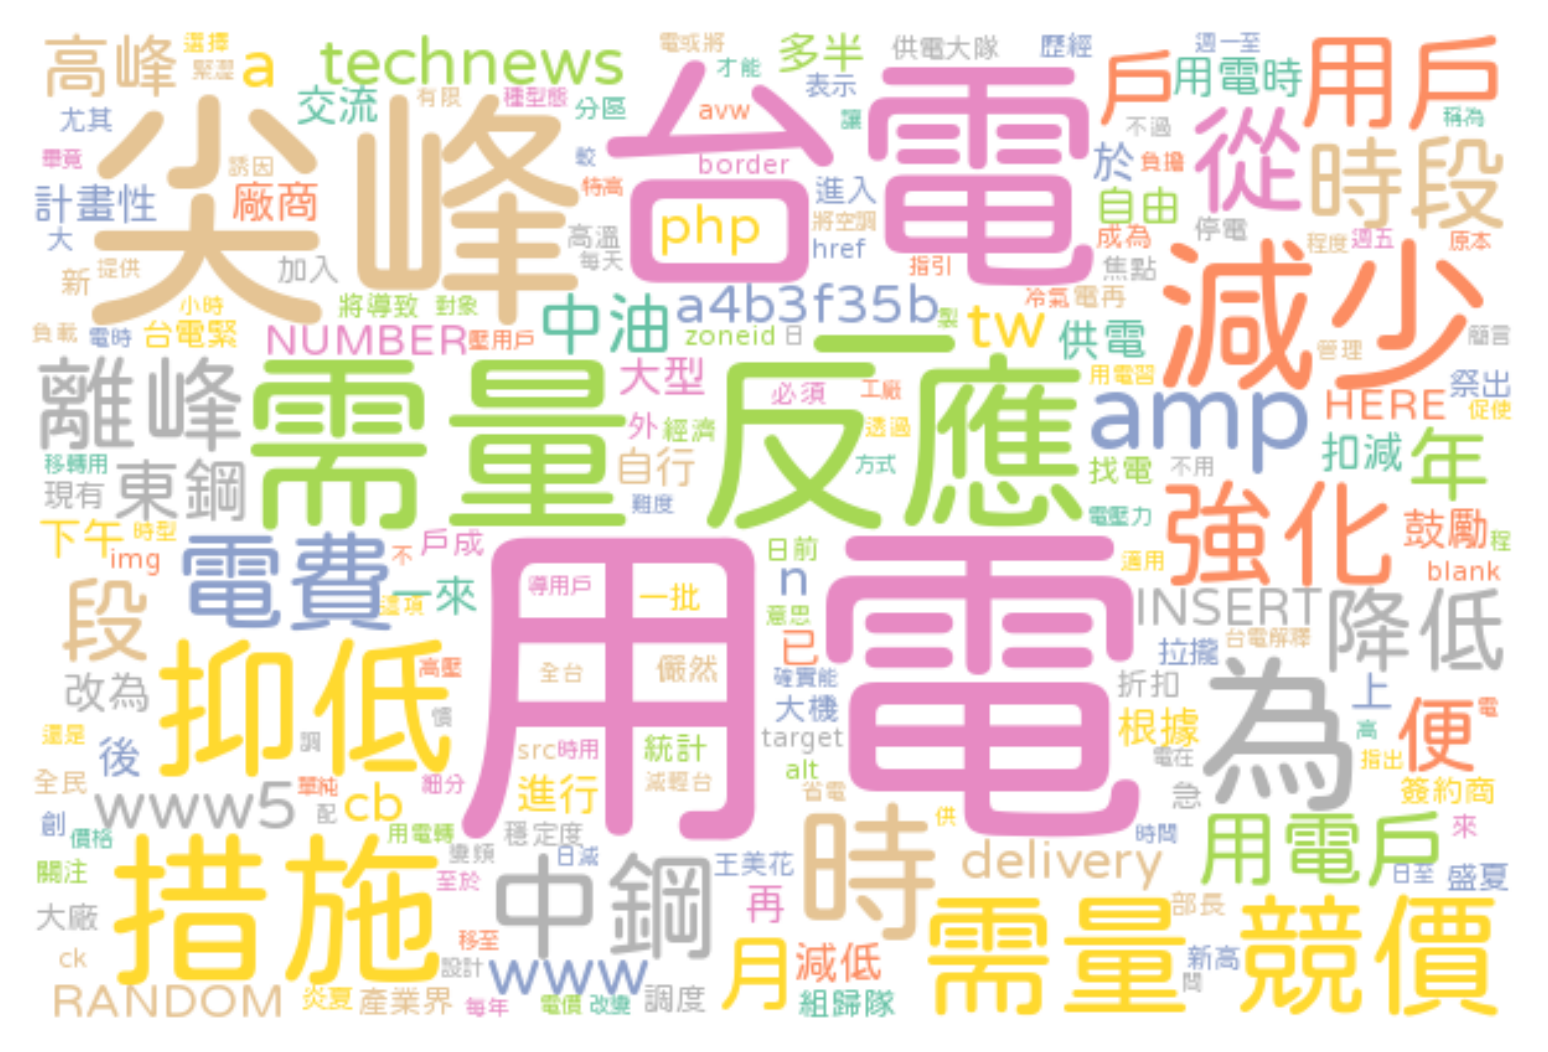 高峰
選擇
緊澀
a
technews
電或將
才能
多半
表示
供電大隊
歷經
週一至
用戶
戶
用電時
稱為
尤其
交流
有限
種型態
分區
台電
avw
讓
不過
尖峰
畢竟
誘因
較
border
於
負擔
從
時段
計畫性
廠商
特高
php
進入
自由
停電
大
高溫
將空調
href
成為
程度
週五
原本
新
提供
加入
每天
指引
焦點
減少
小時
將導致
對象
a4b3f35b
冷氣
電再
負載
電時
台電緊
NUMBER
壓用戶
中油
zoneid
日
製
tw
供電
管理
簡言
離峰
需量反應
大型
必須
工廠
用電習
amp
HERE
祭出
促使
外
經濟
透過
扣減
年
移轉用
東鋼
自行
方式
找電
不用
現有
難度
電壓力
強化
鼓勵
程
下午
時型
img
電費
不
戶成
用電
日前
適用
blank
導用戶
一批
n
段
這項
一來
意思
INSERT
降低
已
拉攏
台電解釋
抑低
高壓
全台
儼然
確實能
折扣
為
上
便
電
改為
慣
大機
根據
還是
後
調
src
時用
統計
target
電在
高
指出
全民
單純
細分
進行
減輕台
alt
省電
急
簽約商
www5
配
cb
創
價格
用電轉
穩定度
時
供
時間
用電戶
來
措施
變頻
日減
王美花
delivery
日至
盛夏
關注
至於
中鋼
再
部長
大廠
需量競價
移至
ck
設計
www
月
減低
新高
問
RANDOM
炎夏
產業界
每年
電價
改變
調度
組歸隊